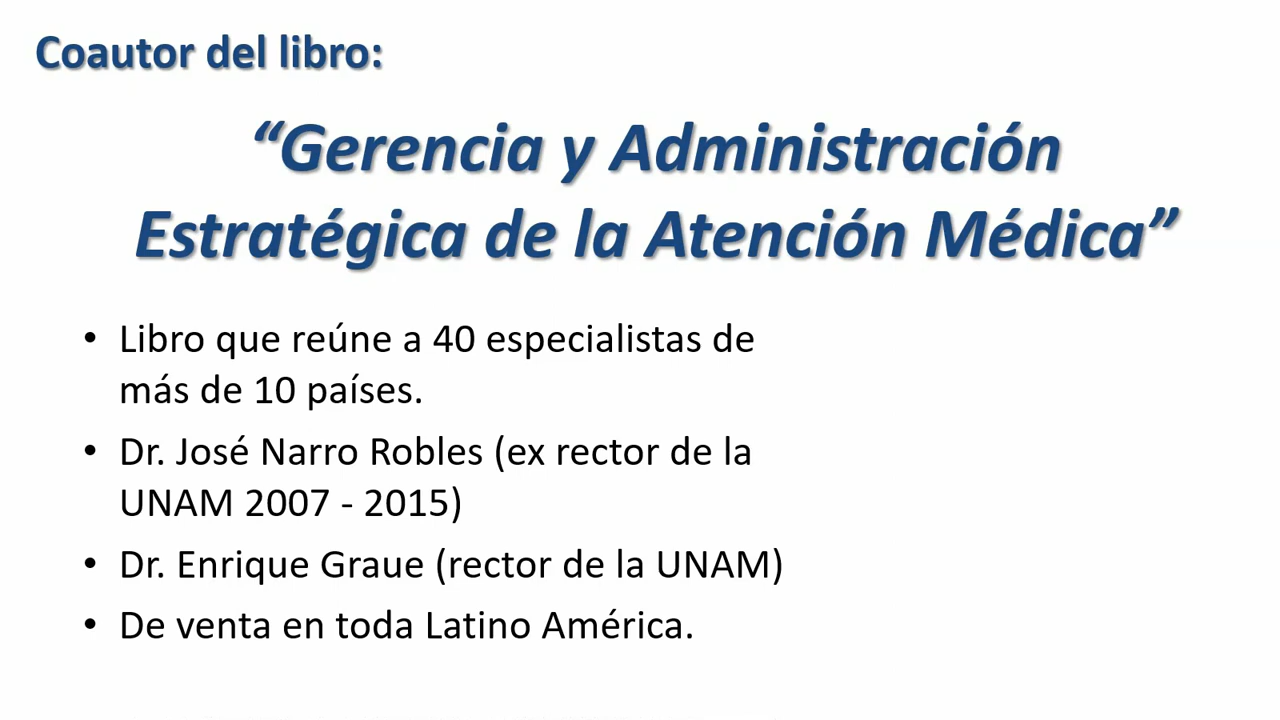 Coautor del libro:
“Gerencia y Administración
Estratégica de la Atención Médica”
• Libro que reúne a 40 especialistas de
más de 10 países.
• Dr. José Narro Robles (ex rector de la
UNAM 2007 - 2015)
• Dr. Enrique Graue (rector de la UNAM)
• De venta en toda Latino América.